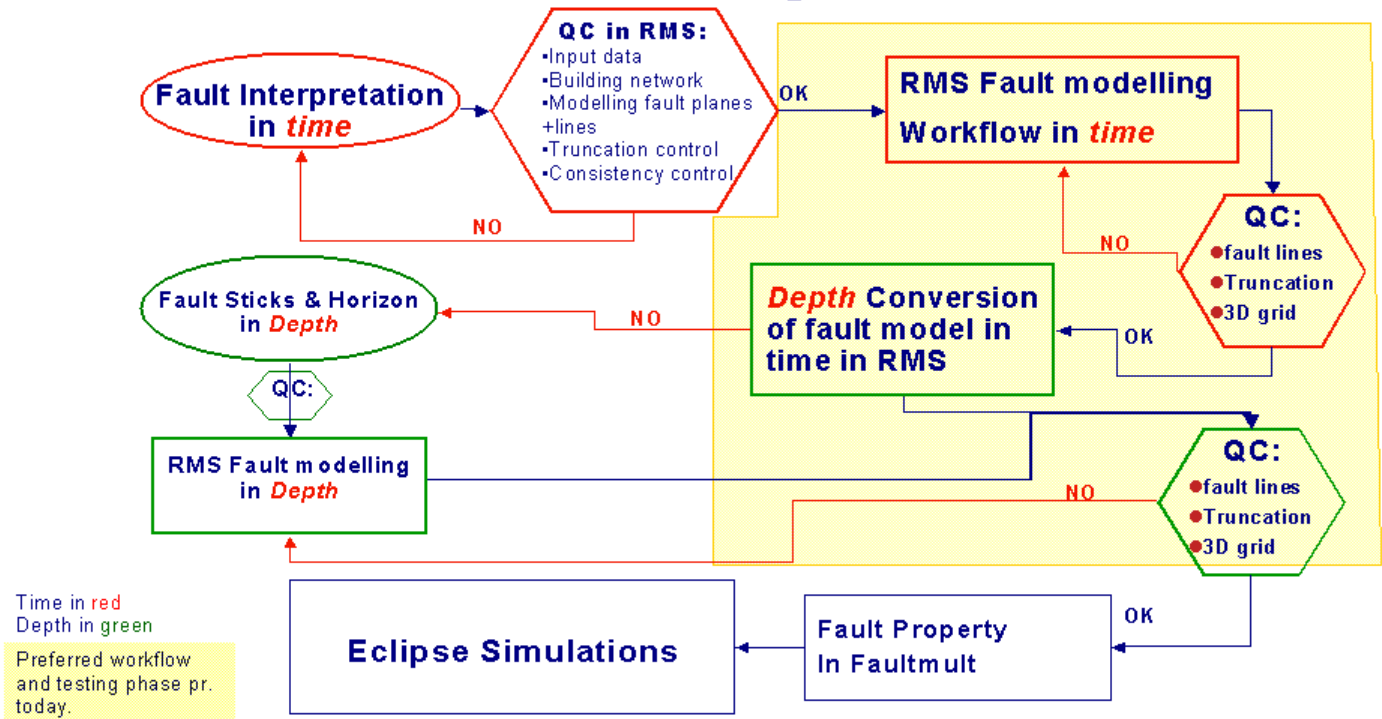 QC in RMS:
▪Input data
▪Building network
▪Modelling fault planes
+lines
▪Truncation control
▪Consistency control
Fault Interpretation
in time
OK
RMS Fault modelling
Workflow in time
NO
NO
QC:
●fault lines
●Truncation
●3D grid
Fault Sticks & Horizon
in Depth
NO
Depth Conversion
of fault model in
time in RMS
OK
QC:
RMS Fault modelling
in Depth
NO
QC:
●fault lines
●Truncation
●3D grid
Time in red
Depth in green
Preferred workflow
and testing phase pr.
today.
Eclipse Simulations
Fault Property
In Faultmult
OK